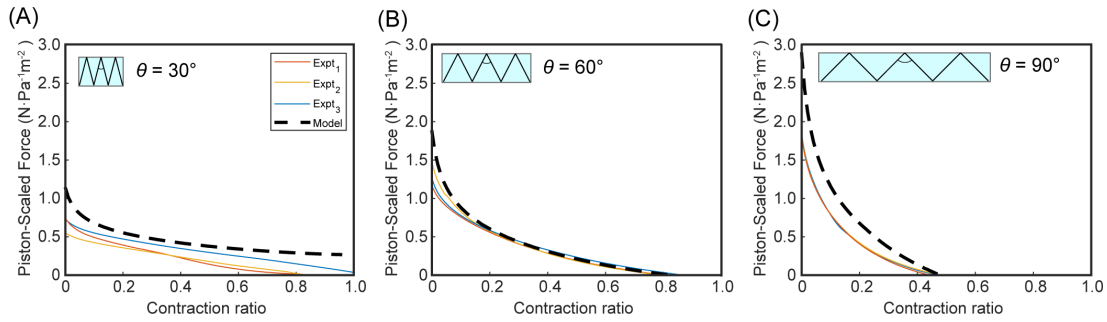 (A)
Piston-Scaled Force (N·Pa⁻¹m⁻²)
3.0
2.5
2.0
1.5
1.0
0.5
0
θ = 30°
Expt₁
Expt₂
Expt₃
Model
0 0.2 0.4 0.6 0.8 1.0
Contraction ratio
(B)
Piston-Scaled Force (N·Pa⁻¹m⁻²)
3.0
2.5
2.0
1.5
1.0
0.5
0
θ = 60°
0 0.2 0.4 0.6 0.8 1.0
Contraction ratio
(C)
Piston-Scaled Force (N·Pa⁻¹m⁻²)
3.0
2.5
2.0
1.5
1.0
0.5
0
θ = 90°
0 0.2 0.4 0.6 0.8 1.0
Contraction ratio